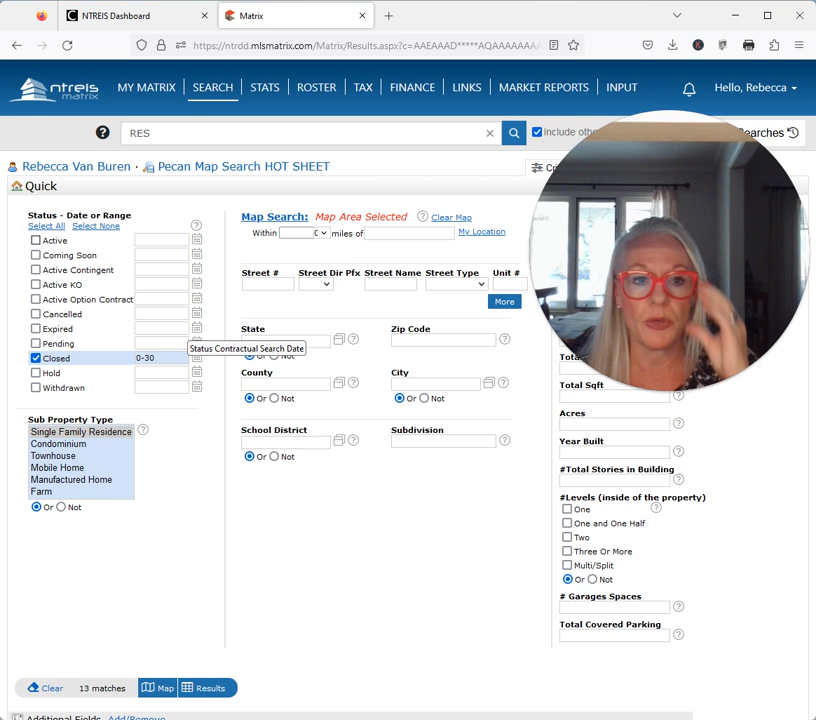 NTREIS Dashboard
Matrix
https://ntrdd.mlsmatrix.com/Matrix/Results.aspx?c=AAEAAAD*****AQAAAAAAAA
ntreis
matrix
MY MATRIX
SEARCH
STATS
ROSTER
TAX
FINANCE
LINKS
MARKET REPORTS
INPUT
Hello, Rebecca
RES
Include othe
earches
Rebecca Van Buren
Pecan Map Search HOT SHEET
Quick
Status - Date or Range
Select All Select None
Active
Coming Soon
Active Contingent
Active KO
Active Option Contract
Cancelled
Expired
Pending
Closed 0-30
Hold
Withdrawn
Status Contractual Search Date
Sub Property Type
Single Family Residence
Condominium
Townhouse
Mobile Home
Manufactured Home
Farm
Or Not
Map Search: Map Area Selected Clear Map
Within miles of My Location
Street # Street Dir Pfx Street Name Street Type Unit #
More
State
Zip Code
Or Not
County
City
Or Not
Or Not
School District
Subdivision
Or Not
Total Sqft
Acres
Year Built
#Total Stories in Building
#Levels (inside of the property)
One
One and One Half
Two
Three Or More
Multi/Split
Or Not
# Garages Spaces
Total Covered Parking
Clear 13 matches Map Results
Additional Fields Add/Remove